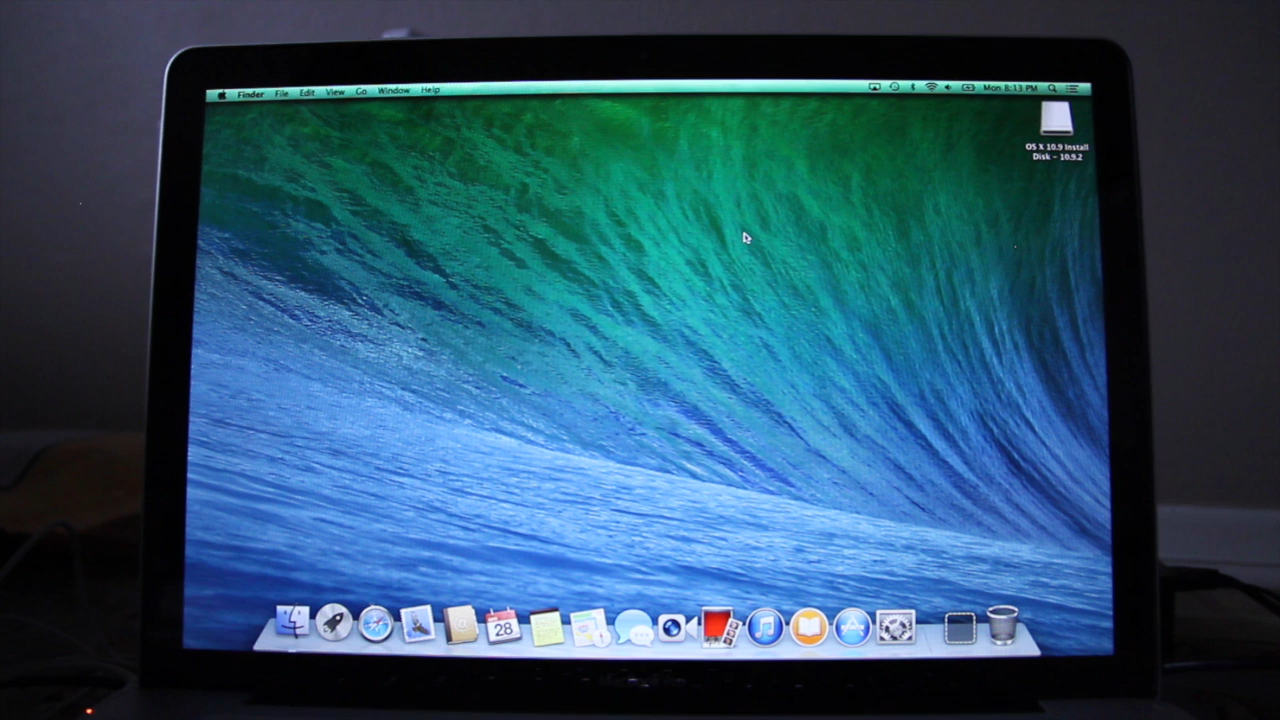 Finder File Edit View Go Window Help Mon 8:13 PM
OS X 10.9 Install
Disk - 10.9.2
28